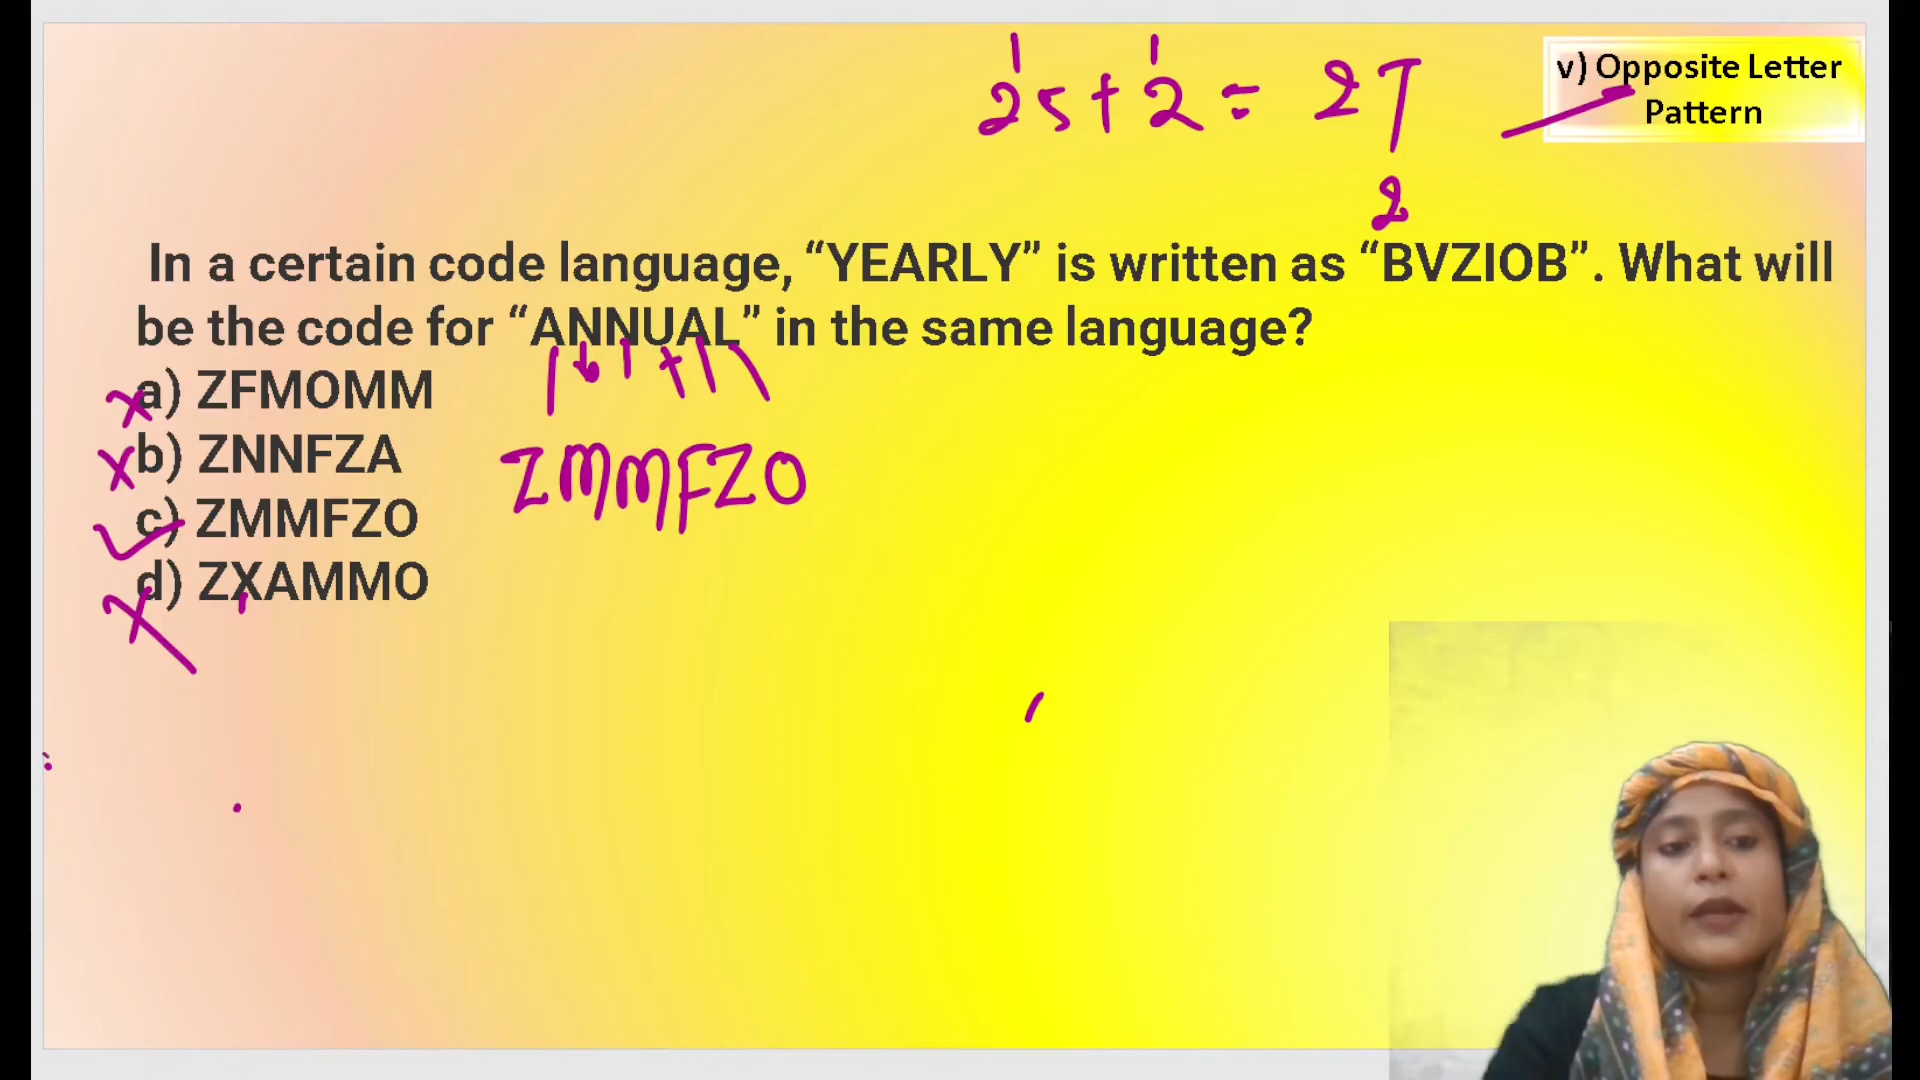 25 + 2 = 27
v) Opposite Letter
Pattern
2
In a certain code language, “YEARLY” is written as “BVZIOB”. What will
be the code for “ANNUAL” in the same language?
a) ZFMOMM
b) ZNNFZA
ZMMFZO
c) ZMMFZO
d) ZXAMMO